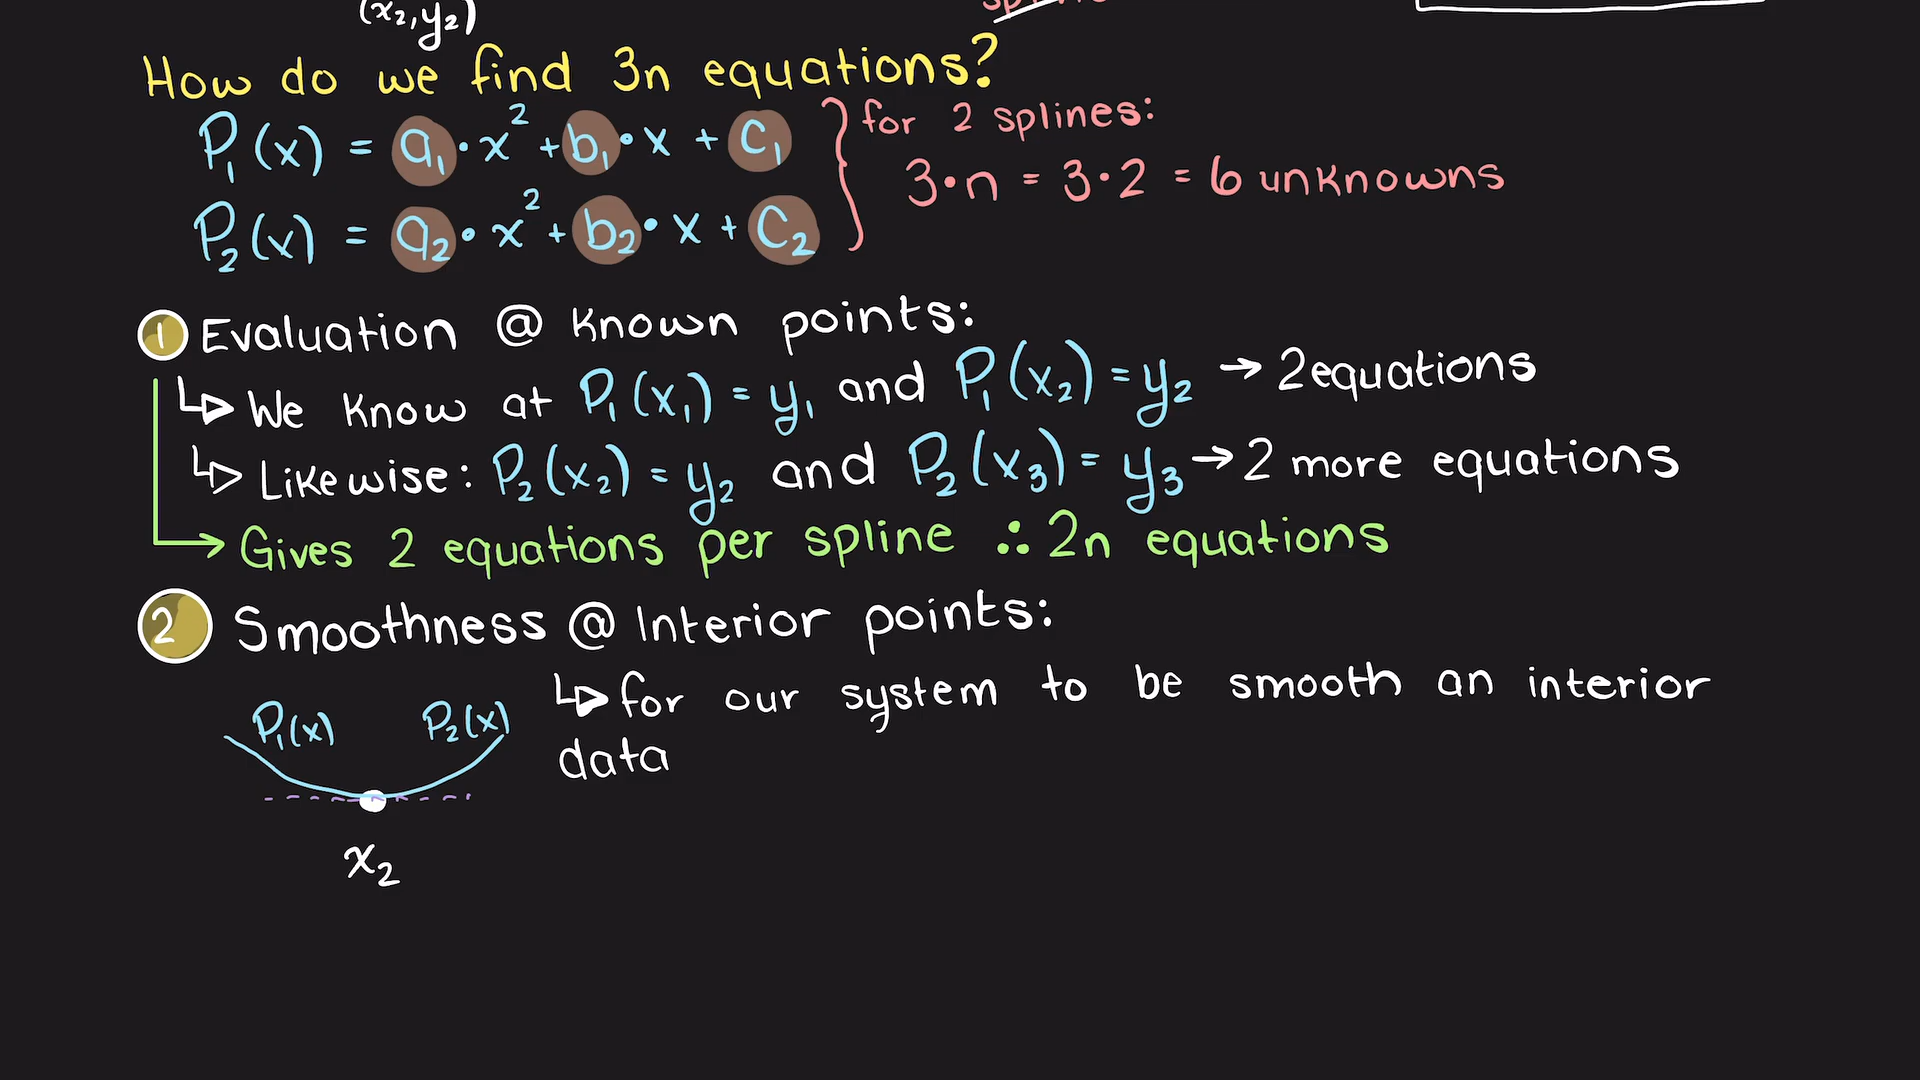 (x₂,y₂)
How do we find 3n equations?
P₁(x) = a₁·x² + b₁·x + c₁
P₂(x) = a₂·x² + b₂·x + c₂
for 2 splines:
3·n = 3·2 = 6 unknowns
1 Evaluation @ known points:
↳ We know at P₁(x₁) = y₁ and P₁(x₂) = y₂ → 2 equations
↳ Likewise: P₂(x₂) = y₂ and P₂(x₃) = y₃ → 2 more equations
Gives 2 equations per spline ∴ 2n equations
2 Smoothness @ Interior points:
↳ for our system to be smooth an interior
data
P₁(x) P₂(x)
x₂